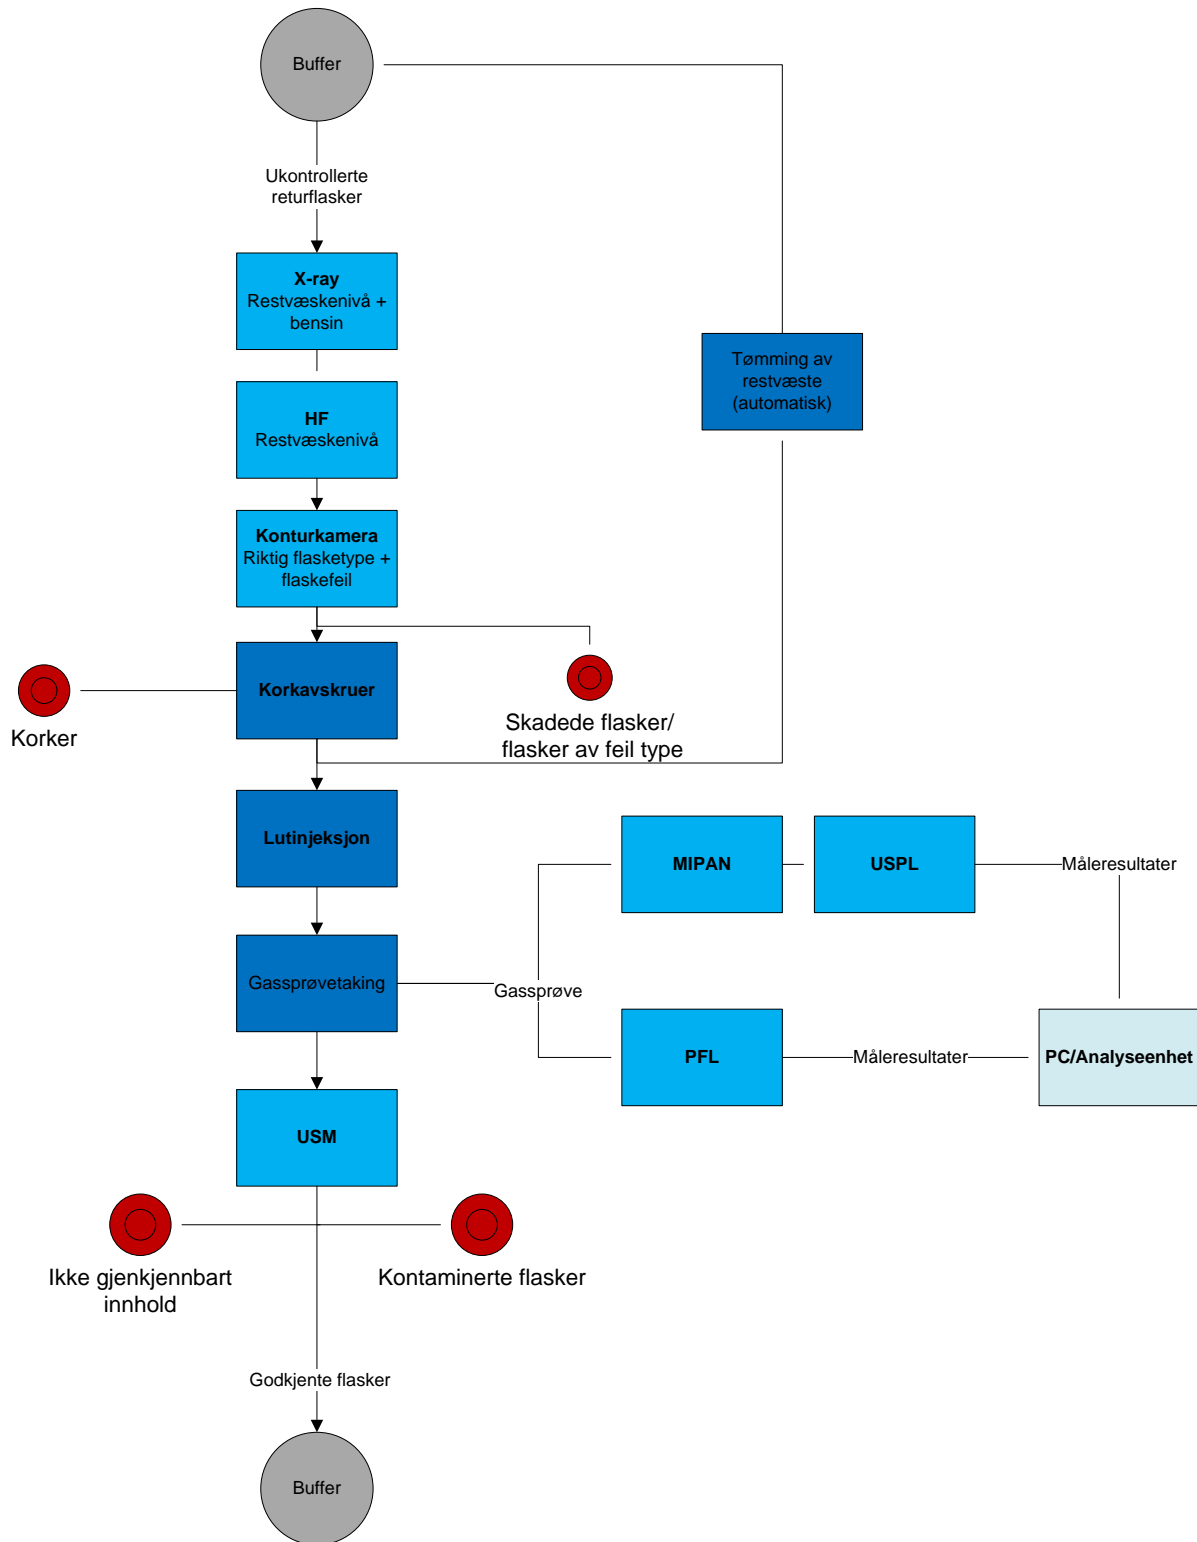 Buffer
Ukontrollerte
returflasker
X-ray
Restvæskenivå +
bensin
Tømming av
restvæste
(automatisk)
HF
Restvæskenivå
Konturkamera
Riktig flasketype +
flaskefeil
Korkavskruer
Korker
Skadede flasker/
flasker av feil type
Lutinjeksjon
MIPAN
USPL
Måleresultater
Gassprøvetaking
Gassprøve
PFL
Måleresultater
PC/Analyseenhet
USM
Ikke gjenkjennbart
innhold
Kontaminerte flasker
Godkjente flasker
Buffer